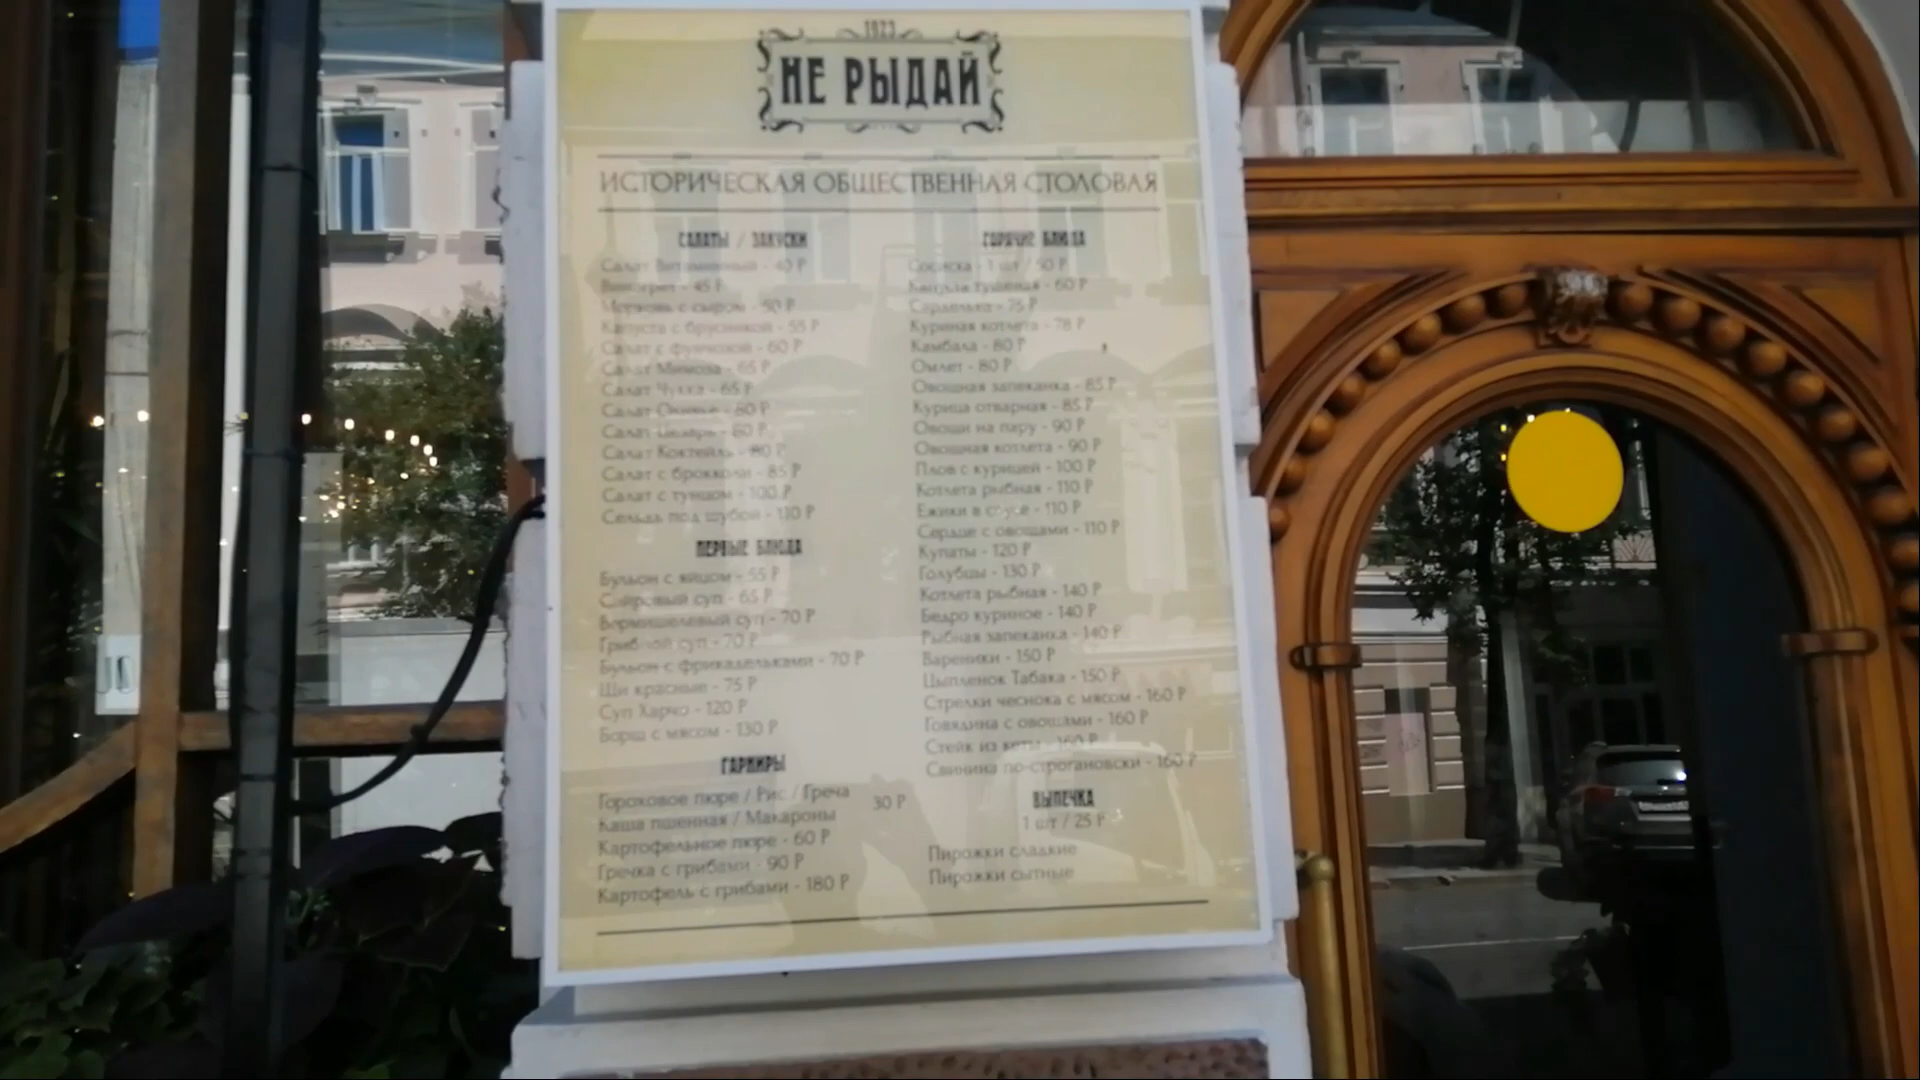 1923
НЕ РЫДАЙ
ИСТОРИЧЕСКАЯ ОБЩЕСТВЕННАЯ СТОЛОВАЯ
САЛАТЫ / ЗАКУСКИ
Салат Витаминный - 40 Р
Винегрет - 45 Р
Морковь с сыром - 50 Р
Капуста с брусникой - 55 Р
Салат с фунчозой - 60 Р
Салат Мимоза - 65 Р
Салат Чукка - 65 Р
Салат Оливье - 80 Р
Салат Цезарь - 80 Р
Салат Коктейль - 80 Р
Салат с брокколи - 85 Р
Салат с тунцом - 100 Р
Сельдь под шубой - 110 Р
ПЕРВЫЕ БЛЮДА
Бульон с яйцом - 55 Р
Сырный суп - 65 Р
Вермишелевый суп - 70 Р
Грибной суп - 70 Р
Бульон с фрикадельками - 70 Р
Щи красные - 75 Р
Суп Харчо - 120 Р
Борщ с мясом - 130 Р
ГАРНИРЫ
Гороховое пюре / Рис / Греча
Каша пшенная / Макароны
30 Р
Картофельное пюре - 60 Р
Гречка с грибами - 90 Р
Картофель с грибами - 180 Р
ГОРЯЧИЕ БЛЮДА
Сосиска - 1 шт / 50 Р
Капуста тушеная - 60 Р
Сарделька - 75 Р
Куриная котлета - 78 Р
Камбала - 80 Р
Омлет - 80 Р
Овощная запеканка - 85 Р
Курица отварная - 85 Р
Овощи на пару - 90 Р
Овощная котлета - 90 Р
Плов с курицей - 100 Р
Котлета рыбная - 110 Р
Ежики в соусе - 110 Р
Сердце с овощами - 110 Р
Купаты - 120 Р
Голубцы - 130 Р
Котлета рыбная - 140 Р
Бедро куриное - 140 Р
Рыбная запеканка - 140 Р
Вареники - 150 Р
Цыпленок Табака - 150 Р
Стрелки чеснока с мясом - 160 Р
Говядина с овощами - 160 Р
Стейк из кеты - 160 Р
Свинина по-строгановски - 160 Р
ВЫПЕЧКА
1 шт / 25 Р
Пирожки сладкие
Пирожки сытные